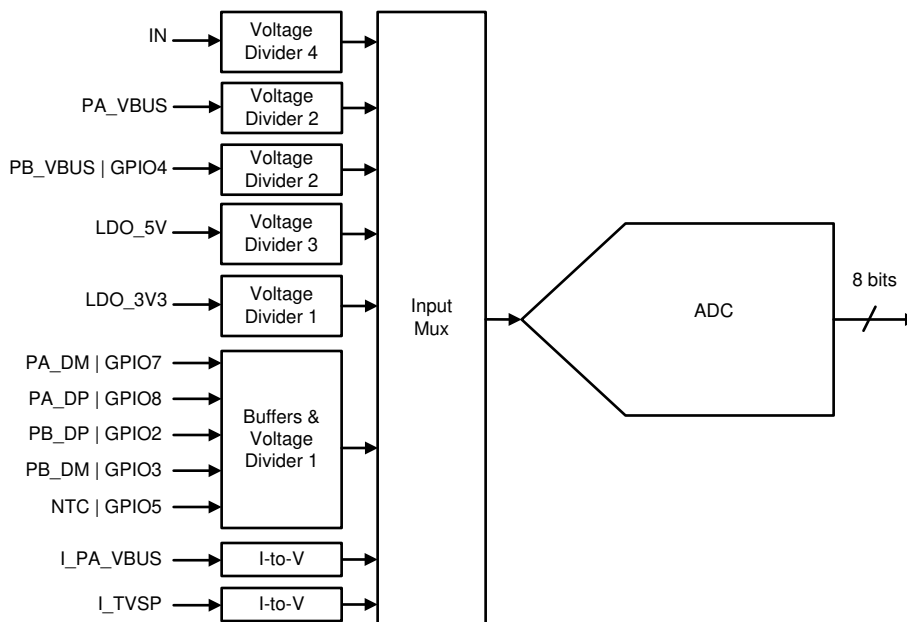 IN
Voltage
Divider 4
PA_VBUS
Voltage
Divider 2
PB_VBUS | GPIO4
Voltage
Divider 2
LDO_5V
Voltage
Divider 3
LDO_3V3
Voltage
Divider 1
PA_DM | GPIO7
PA_DP | GPIO8
PB_DP | GPIO2
PB_DM | GPIO3
NTC | GPIO5
Buffers &
Voltage
Divider 1
I_PA_VBUS
I-to-V
I_TVSP
I-to-V
Input
Mux
ADC
8 bits